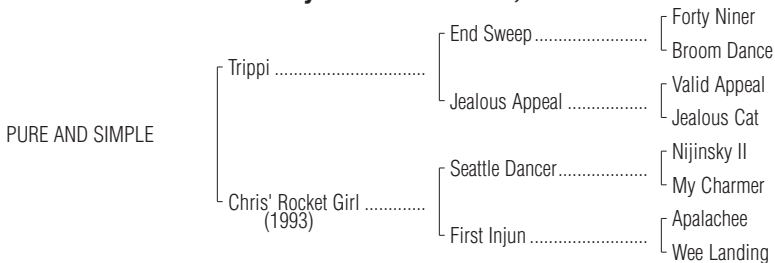 Forty Niner
End Sweep..............................
Broom Dance
Trippi ....................................
Valid Appeal
Jealous Appeal ....................
Jealous Cat
PURE AND SIMPLE
Nijinsky II
Seattle Dancer.......................
My Charmer
Chris' Rocket Girl ...............
(1993)
Apalachee
First Injun ..............................
Wee Landing